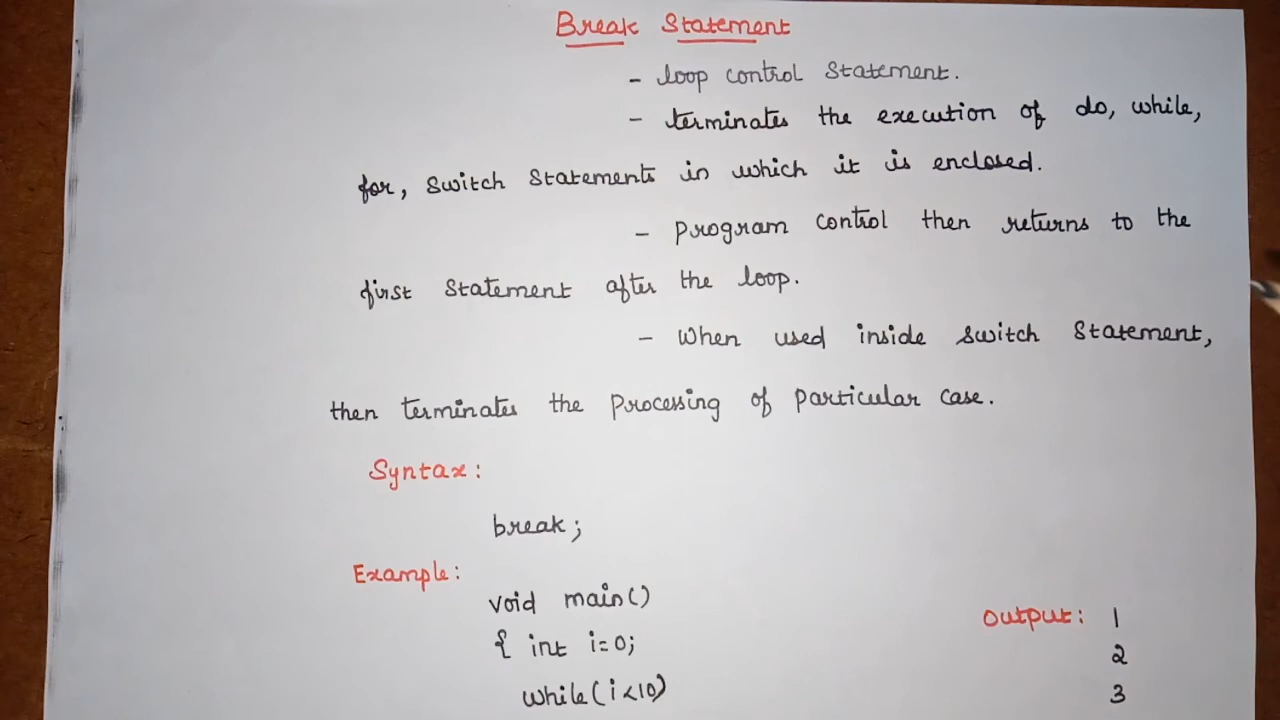 Break Statement
- loop control Statement.
- terminates the execution of do, while,
for, switch statements in which it is enclosed.
- Program control then returns to the
first statement after the loop.
- When used inside switch statement,
then terminates the processing of particular case.
Syntax:
break;
Example:
void main()
{ int i=0;
while(i<10)
Output: 1
2
3